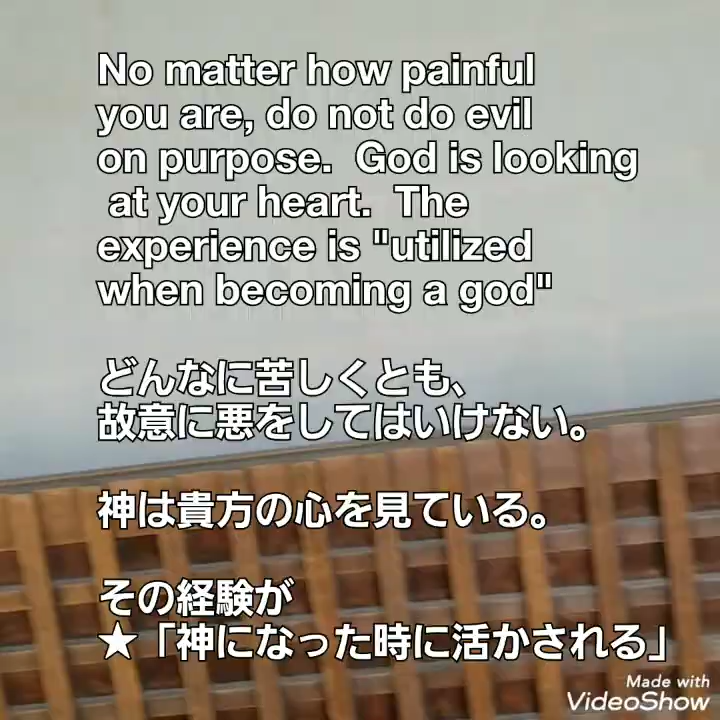 No matter how painful
you are, do not do evil
on purpose.  God is looking
at your heart.  The
experience is "utilized
when becoming a god"
どんなに苦しくとも、
故意に悪をしてはいけない。
神は貴方の心を見ている。
その経験が
★「神になった時に活かされる」
Made with
VideoShow